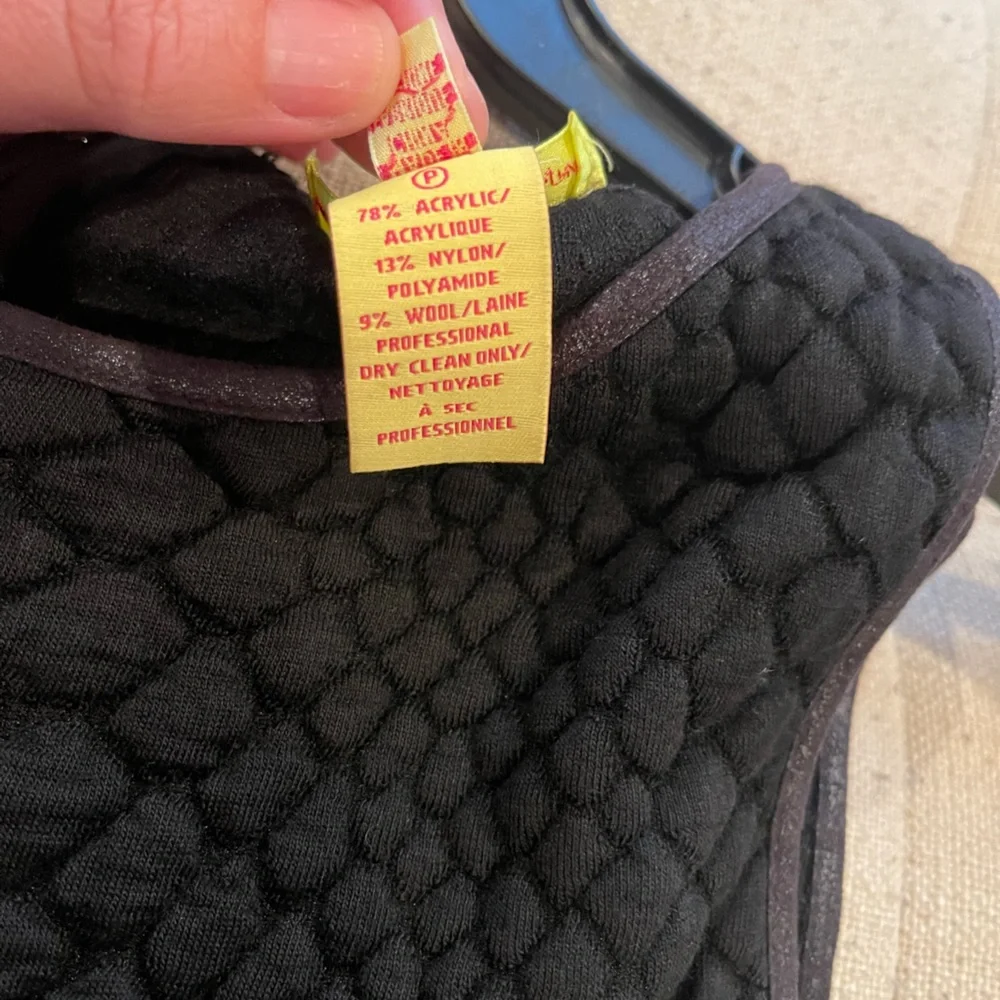 P
78% ACRYLIC/
ACRYLIQUE
13% NYLON/
POLYAMIDE
9% WOOL/LAINE
PROFESSIONAL
DRY CLEAN ONLY/
NETTOYAGE
À SEC
PROFESSIONNEL